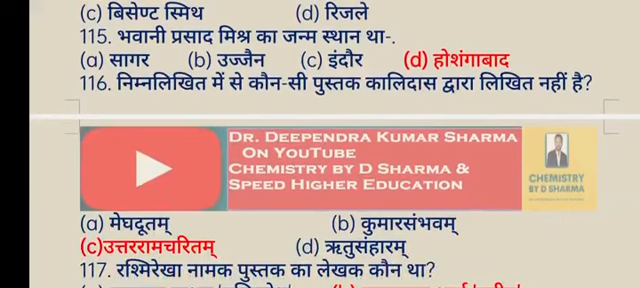 (c) बिसेण्ट स्मिथ (d) रिजले
115. भवानी प्रसाद मिश्र का जन्म स्थान था-.
(a) सागर (b) उज्जैन (c) इंदौर (d) होशंगाबाद
116. निम्नलिखित में से कौन-सी पुस्तक कालिदास द्वारा लिखित नहीं है?
DR. DEEPENDRA KUMAR SHARMA
ON YOUTUBE
CHEMISTRY BY D SHARMA &
SPEED HIGHER EDUCATION
CHEMISTRY
BY D SHARMA
(a) मेघदूतम् (b) कुमारसंभवम्
(c)उत्तररामचरितम् (d) ऋतुसंहारम्
117. रश्मिरेखा नामक पुस्तक का लेखक कौन था?